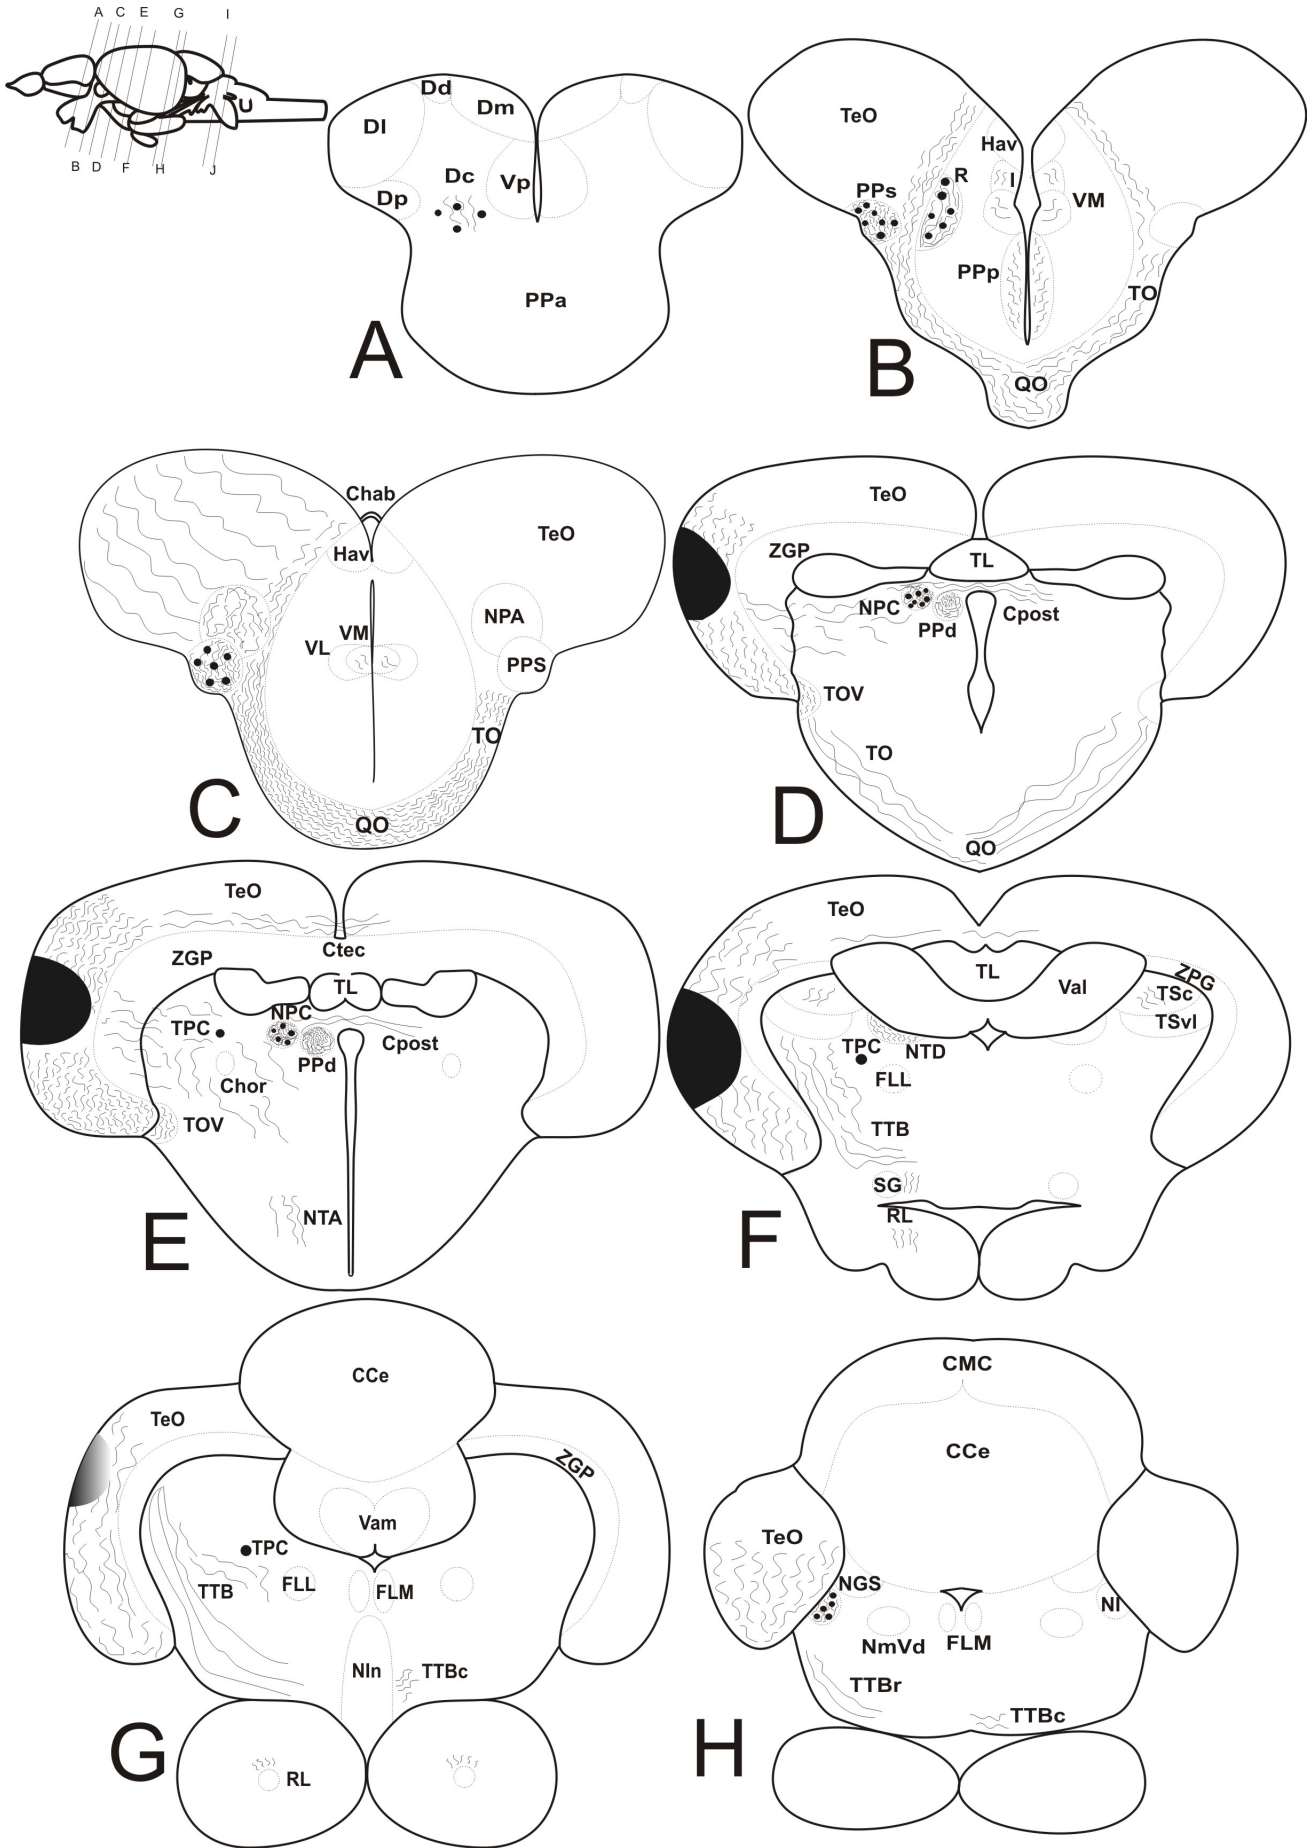 A C E G I
B D F H J
Dd
Dm
Dl
Dc
Vp
Dp
PPa
A
TeO
Hav
R
I
PPs
VM
PPp
TO
QO
B
Chab
TeO
Hav
NPA
VM
VL
PPS
TO
QO
C
TeO
ZGP
TL
NPC
Cpost
PPd
TOV
TO
QO
D
TeO
Ctec
ZGP
TL
NPC
TPC
Cpost
PPd
Chor
TOV
NTA
E
TeO
TL
ZPG
Val
TSc
TSvl
TPC
NTD
FLL
TTB
SG
RL
F
CCe
TeO
ZGP
Vam
TPC
FLL
FLM
TTB
NIn
TTBc
RL
G
CMC
CCe
TeO
NGS
NI
NmVd
FLM
TTBr
TTBc
H